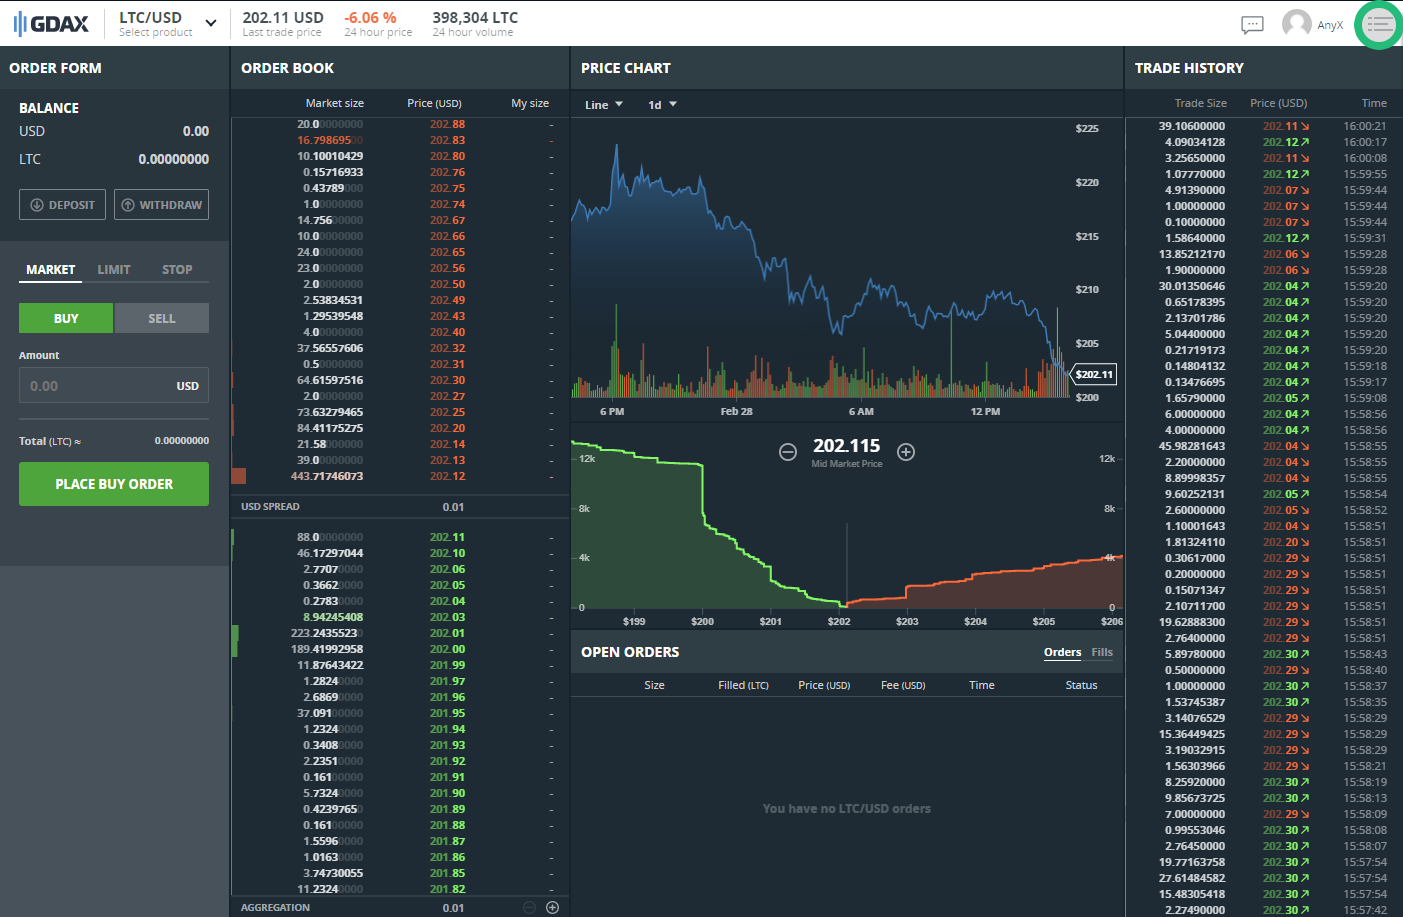 GDAX
LTC/USD
Select product
202.11 USD
Last trade price
-6.06 %
24 hour price
398,304 LTC
24 hour volume
AnyX
ORDER FORM
BALANCE
USD 0.00
LTC 0.00000000
DEPOSIT WITHDRAW
MARKET LIMIT STOP
BUY SELL
Amount
0.00 USD
Total (LTC) ≈ 0.00000000
PLACE BUY ORDER
ORDER BOOK
Market size Price (USD) My size
20.00000000 202.88 -
16.79869500 202.83 -
10.10010429 202.80 -
0.15716933 202.76 -
0.43789000 202.75 -
1.00000000 202.74 -
14.75600000 202.67 -
10.00000000 202.66 -
24.00000000 202.65 -
23.00000000 202.56 -
2.00000000 202.50 -
2.53834531 202.49 -
1.29539548 202.43 -
4.00000000 202.40 -
37.56557606 202.32 -
0.50000000 202.31 -
64.61597516 202.30 -
2.00000000 202.27 -
73.63279465 202.25 -
84.41175275 202.20 -
21.58000000 202.14 -
39.00000000 202.13 -
443.71746073 202.12 -
USD SPREAD 0.01
88.00000000 202.11 -
46.17297044 202.10 -
2.77070000 202.06 -
0.36620000 202.05 -
0.27830000 202.04 -
8.94245408 202.03 -
223.24355230 202.01 -
189.41992958 202.00 -
11.87643422 201.99 -
1.28240000 201.97 -
2.68690000 201.96 -
37.09100000 201.95 -
1.23240000 201.94 -
0.34080000 201.93 -
2.23510000 201.92 -
0.16100000 201.91 -
5.73240000 201.90 -
0.42397650 201.89 -
0.16100000 201.88 -
1.55960000 201.87 -
1.01630000 201.86 -
3.74730055 201.85 -
11.23240000 201.82 -
AGGREGATION 0.01
PRICE CHART
Line 1d
$225
$220
$215
$210
$205
$202.11
$200
6 PM Feb 28 6 AM 12 PM
202.115
Mid Market Price
12k 12k
8k 8k
4k 4k
0 0
$199 $200 $201 $202 $203 $204 $205 $206
OPEN ORDERS
Orders Fills
Size Filled (LTC) Price (USD) Fee (USD) Time Status
You have no LTC/USD orders
TRADE HISTORY
Trade Size Price (USD) Time
39.10600000 202.11↘ 16:00:21
4.09034128 202.12↗ 16:00:17
3.25650000 202.11↘ 16:00:08
1.07770000 202.12↗ 15:59:55
4.91390000 202.07↘ 15:59:44
1.00000000 202.07↘ 15:59:44
0.10000000 202.07↘ 15:59:44
1.58640000 202.12↗ 15:59:31
13.85212170 202.06↘ 15:59:28
1.90000000 202.06↘ 15:59:28
30.01350646 202.04↗ 15:59:20
0.65178395 202.04↗ 15:59:20
2.13701786 202.04↗ 15:59:20
5.04400000 202.04↗ 15:59:20
0.21719173 202.04↗ 15:59:20
0.14804132 202.04↗ 15:59:18
0.13476695 202.04↗ 15:59:17
1.65790000 202.05↗ 15:59:08
6.00000000 202.04↗ 15:58:56
4.00000000 202.04↗ 15:58:56
45.98281643 202.04↘ 15:58:55
2.20000000 202.04↘ 15:58:55
8.89998357 202.04↘ 15:58:55
9.60252131 202.05↗ 15:58:54
2.60000000 202.05↘ 15:58:52
1.10001643 202.04↘ 15:58:51
1.81324110 202.20↘ 15:58:51
0.30617000 202.29↘ 15:58:51
0.20000000 202.29↘ 15:58:51
0.15071347 202.29↘ 15:58:51
2.10711700 202.29↘ 15:58:51
19.62888300 202.29↘ 15:58:51
2.76400000 202.29↘ 15:58:51
5.89780000 202.30↗ 15:58:43
0.50000000 202.29↘ 15:58:40
1.00000000 202.30↗ 15:58:37
1.53745387 202.30↗ 15:58:35
3.14076529 202.29↘ 15:58:29
15.36449425 202.29↘ 15:58:29
3.19032915 202.29↘ 15:58:29
1.56303966 202.29↘ 15:58:21
8.25920000 202.30↗ 15:58:19
9.85673725 202.30↗ 15:58:13
7.00000000 202.29↘ 15:58:09
0.99553046 202.30↗ 15:58:08
2.76450000 202.30↗ 15:58:07
19.77163758 202.30↗ 15:57:54
27.61484582 202.30↗ 15:57:54
15.48305418 202.30↗ 15:57:54
2.27490000 202.30↗ 15:57:42